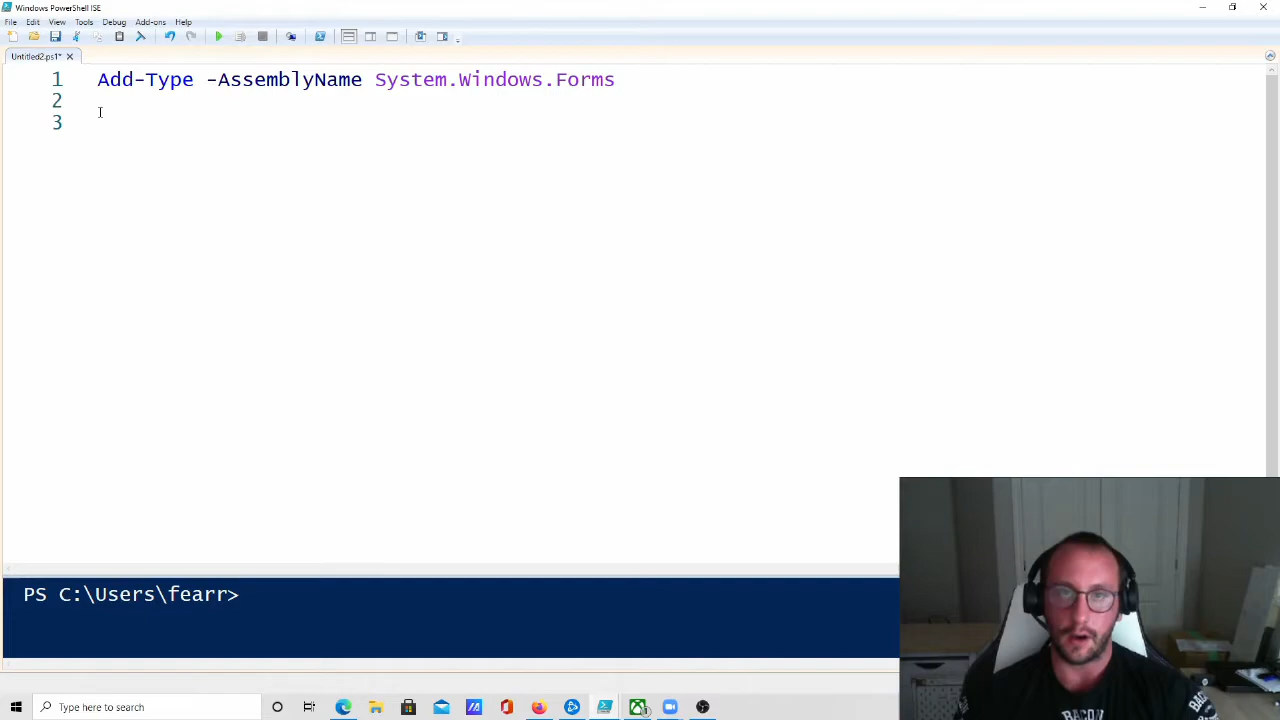 Windows PowerShell ISE
File Edit View Tools Debug Add-ons Help
Untitled2.ps1*
1 Add-Type -AssemblyName System.Windows.Forms
2
3
PS C:\Users\fearr>
BACON
Type here to search